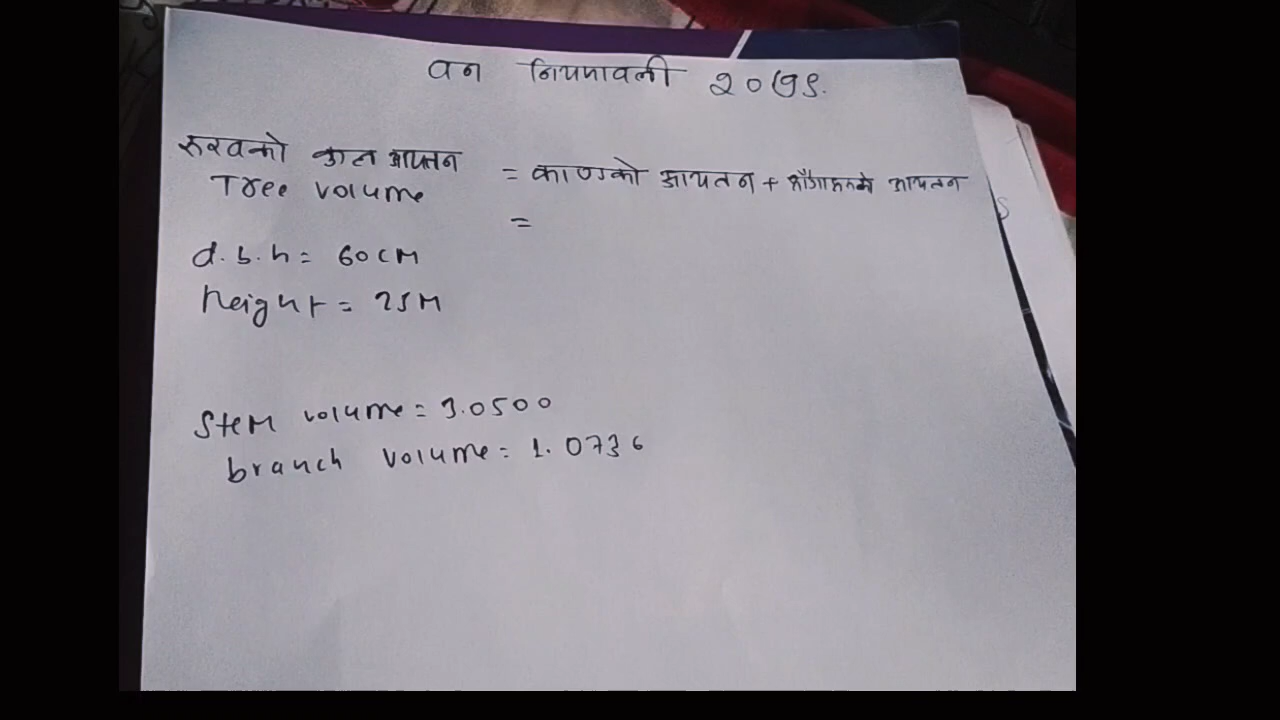 वन नियमावली २०७९.
रुखको कुल आयतन = काण्डको आयतन + हाँगाहरूको आयतन
Tree volume
=
d.b.h = 60CM
height = 25M
Stem volume = 3.0500
branch volume = 1.0736